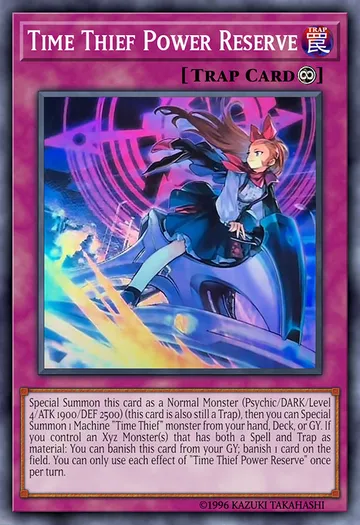 TIME THIEF POWER RESERVE
TRAP
罠
[TRAP CARD∞]
Special Summon this card as a Normal Monster (Psychic/DARK/Level
4/ATK 1900/DEF 2500) (this card is also still a Trap), then you can Special
Summon 1 Machine "Time Thief" monster from your hand, Deck, or GY. If
you control an Xyz Monster(s) that has both a Spell and Trap as
material: You can banish this card from your GY; banish 1 card on the
field. You can only use each effect of "Time Thief Power Reserve" once
per turn.
©1996 KAZUKI TAKAHASHI